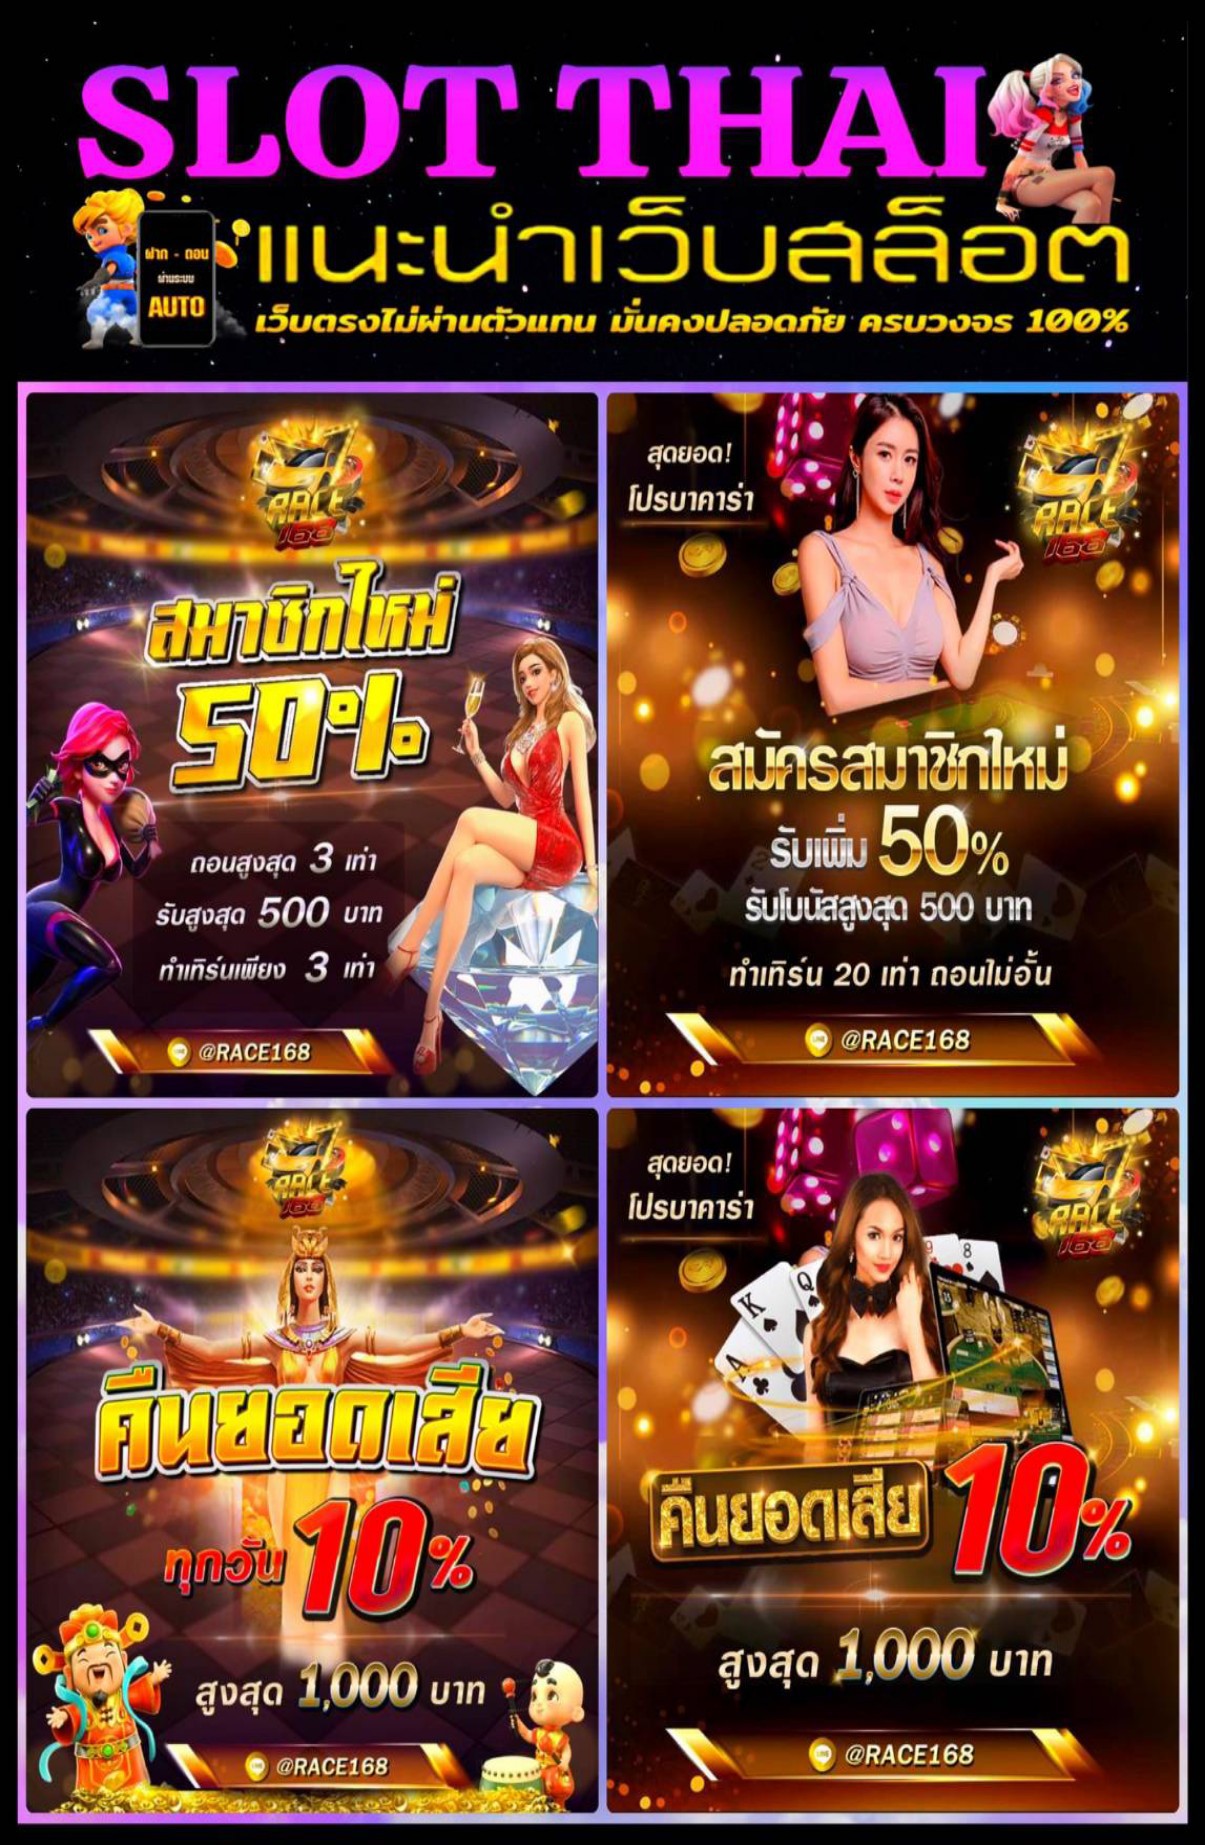 SLOT THAI
แนะนำเว็บสล็อต
ฝาก - ถอน
ผ่านระบบ
AUTO
เว็บตรงไม่ผ่านตัวแทน มั่นคงปลอดภัย ครบวงจร 100%
RACE
168
สมาชิกใหม่
50%
ถอนสูงสุด 3 เท่า
รับสูงสุด 500 บาท
ทำเทิร์นเพียง 3 เท่า
@RACE168
สุดยอด!
โปรบาคาร่า
RACE
168
สมัครสมาชิกใหม่
รับเพิ่ม 50%
รับโบนัสสูงสุด 500 บาท
ทำเทิร์น 20 เท่า ถอนไม่อั้น
@RACE168
RACE
168
คืนยอดเสีย
ทุกวัน 10%
สูงสุด 1,000 บาท
@RACE168
สุดยอด!
โปรบาคาร่า
RACE
168
K
Q
A
9
8
คืนยอดเสีย 10%
สูงสุด 1,000 บาท
@RACE168